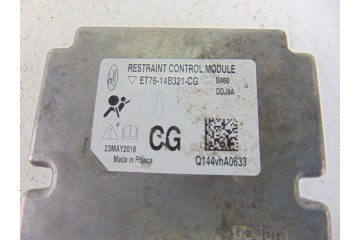 RESTRAINT CONTROL MODULE
ET76-14B321-CG
B460
DDJ8A
CG
23MAY2016
Made in France
Q144vhA0633